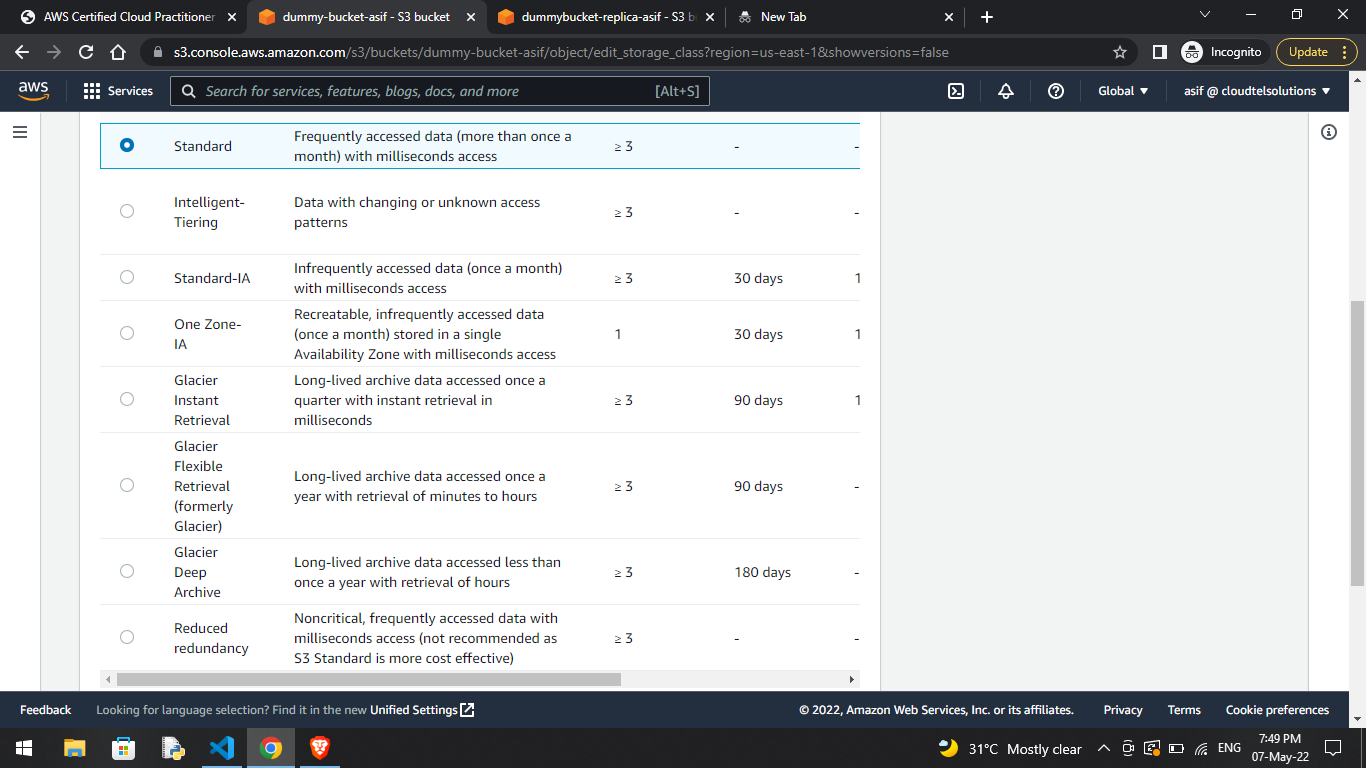 AWS Certified Cloud Practitioner
dummy-bucket-asif - S3 bucket
dummybucket-replica-asif - S3 b
New Tab
s3.console.aws.amazon.com/s3/buckets/dummy-bucket-asif/object/edit_storage_class?region=us-east-1&showversions=false
Incognito
Update
aws
Services
Search for services, features, blogs, docs, and more
[Alt+S]
Global
asif @ cloudtelsolutions
Standard
Frequently accessed data (more than once a
month) with milliseconds access
≥ 3
-
-
Intelligent-
Tiering
Data with changing or unknown access
patterns
≥ 3
-
-
Standard-IA
Infrequently accessed data (once a month)
with milliseconds access
≥ 3
30 days
1
One Zone-
IA
Recreatable, infrequently accessed data
(once a month) stored in a single
Availability Zone with milliseconds access
1
30 days
1
Glacier
Instant
Retrieval
Long-lived archive data accessed once a
quarter with instant retrieval in
milliseconds
≥ 3
90 days
1
Glacier
Flexible
Retrieval
(formerly
Glacier)
Long-lived archive data accessed once a
year with retrieval of minutes to hours
≥ 3
90 days
-
Glacier
Deep
Archive
Long-lived archive data accessed less than
once a year with retrieval of hours
≥ 3
180 days
-
Reduced
redundancy
Noncritical, frequently accessed data with
milliseconds access (not recommended as
S3 Standard is more cost effective)
≥ 3
-
-
Feedback
Looking for language selection? Find it in the new Unified Settings
© 2022, Amazon Web Services, Inc. or its affiliates.
Privacy
Terms
Cookie preferences
31°C Mostly clear
ENG
7:49 PM
07-May-22